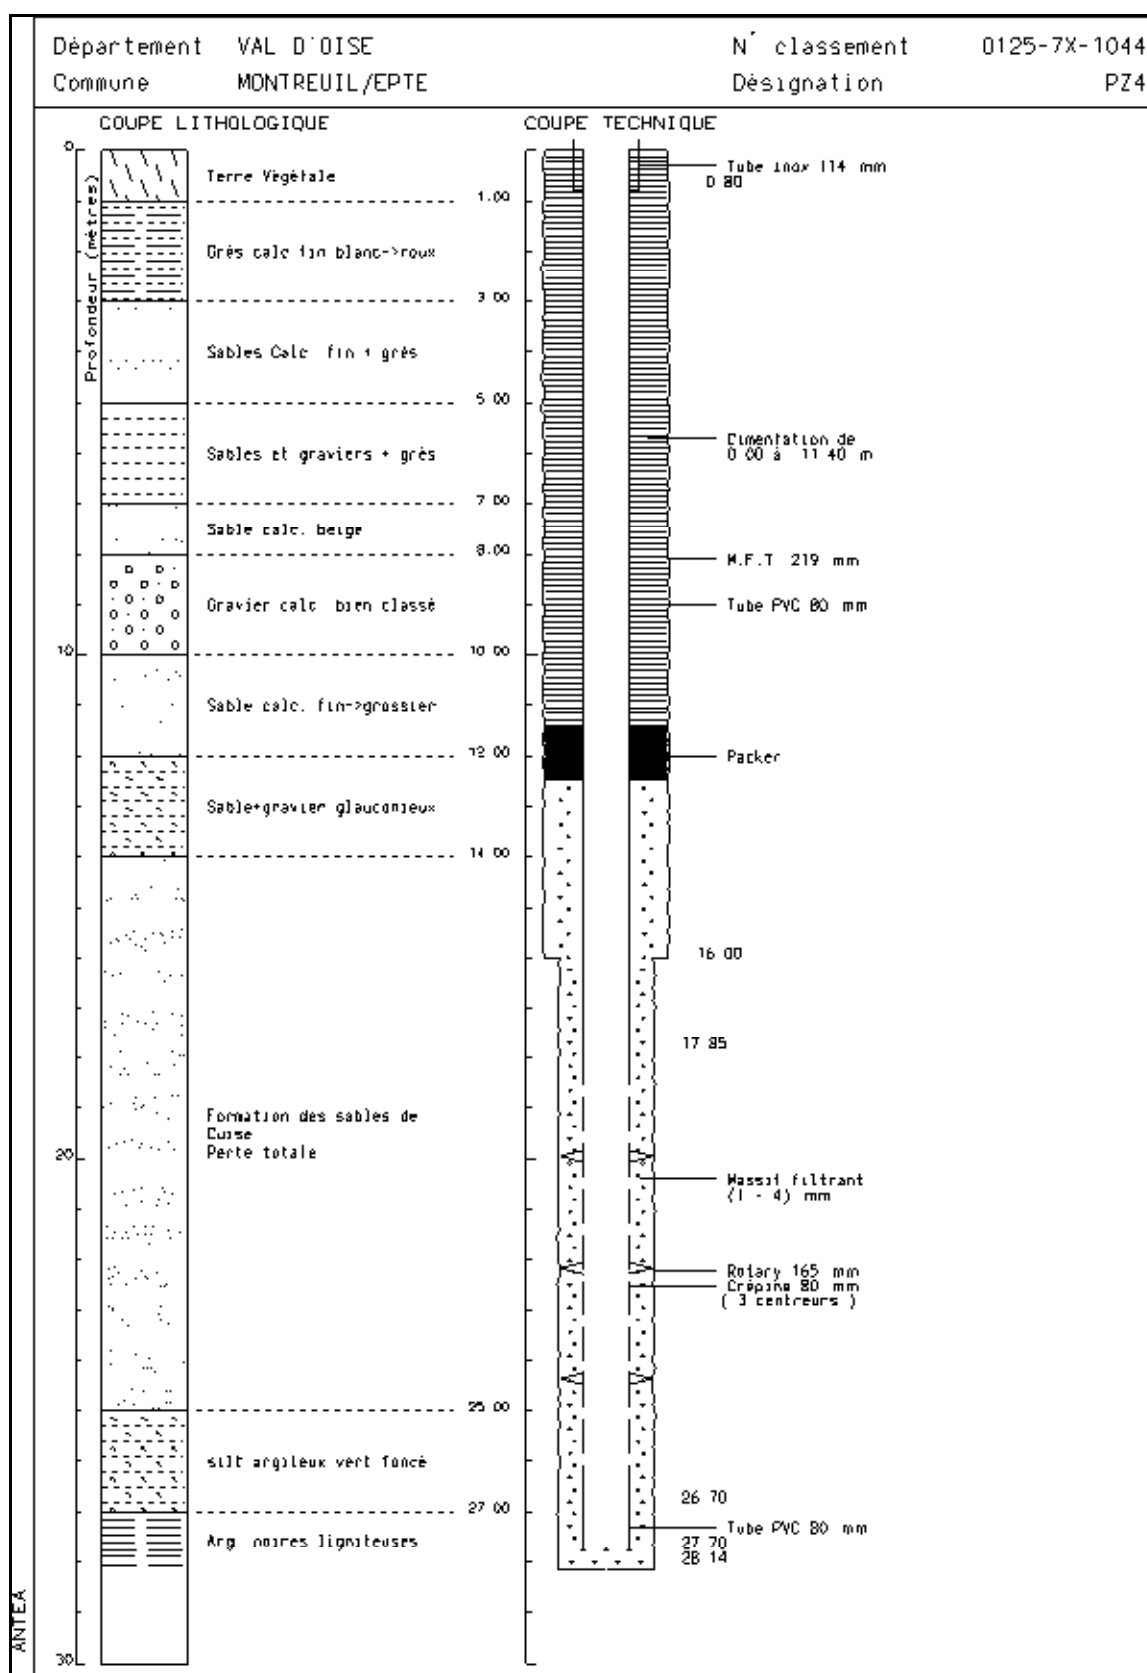 Département VAL D'OISE N° classement 0125-7X-1044
Commune MONTREUIL/EPTE Désignation PZ4
COUPE LITHOLOGIQUE COUPE TECHNIQUE
Profondeur (mètres)
0
Terre Végétale
Tube inox 114 mm
0 80
1.00
Grés calc fin blanc->roux
3 00
Sables Calc fin + grés
5 00
Cimentation de
0 00 à 11 40 m
Sables et graviers + grés
7 00
Sable calc. beige
8.00
M.F.T 219 mm
Gravier calc bien classé
Tube PVC 80 mm
10
10 00
Sable calc. fin->grossier
12 00
Packer
Sable+gravier glauconieux
14 00
16 00
17 85
Formation des sables de
Cuise
Perte totale
20
Massif filtrant
(1 - 4) mm
Rotary 165 mm
Crépine 80 mm
( 3 centreurs )
25 00
silt argileux vert foncé
26 70
27 00
Tube PVC 80 mm
Arg noires ligniteuses
27 70
28 14
30
ANTEA